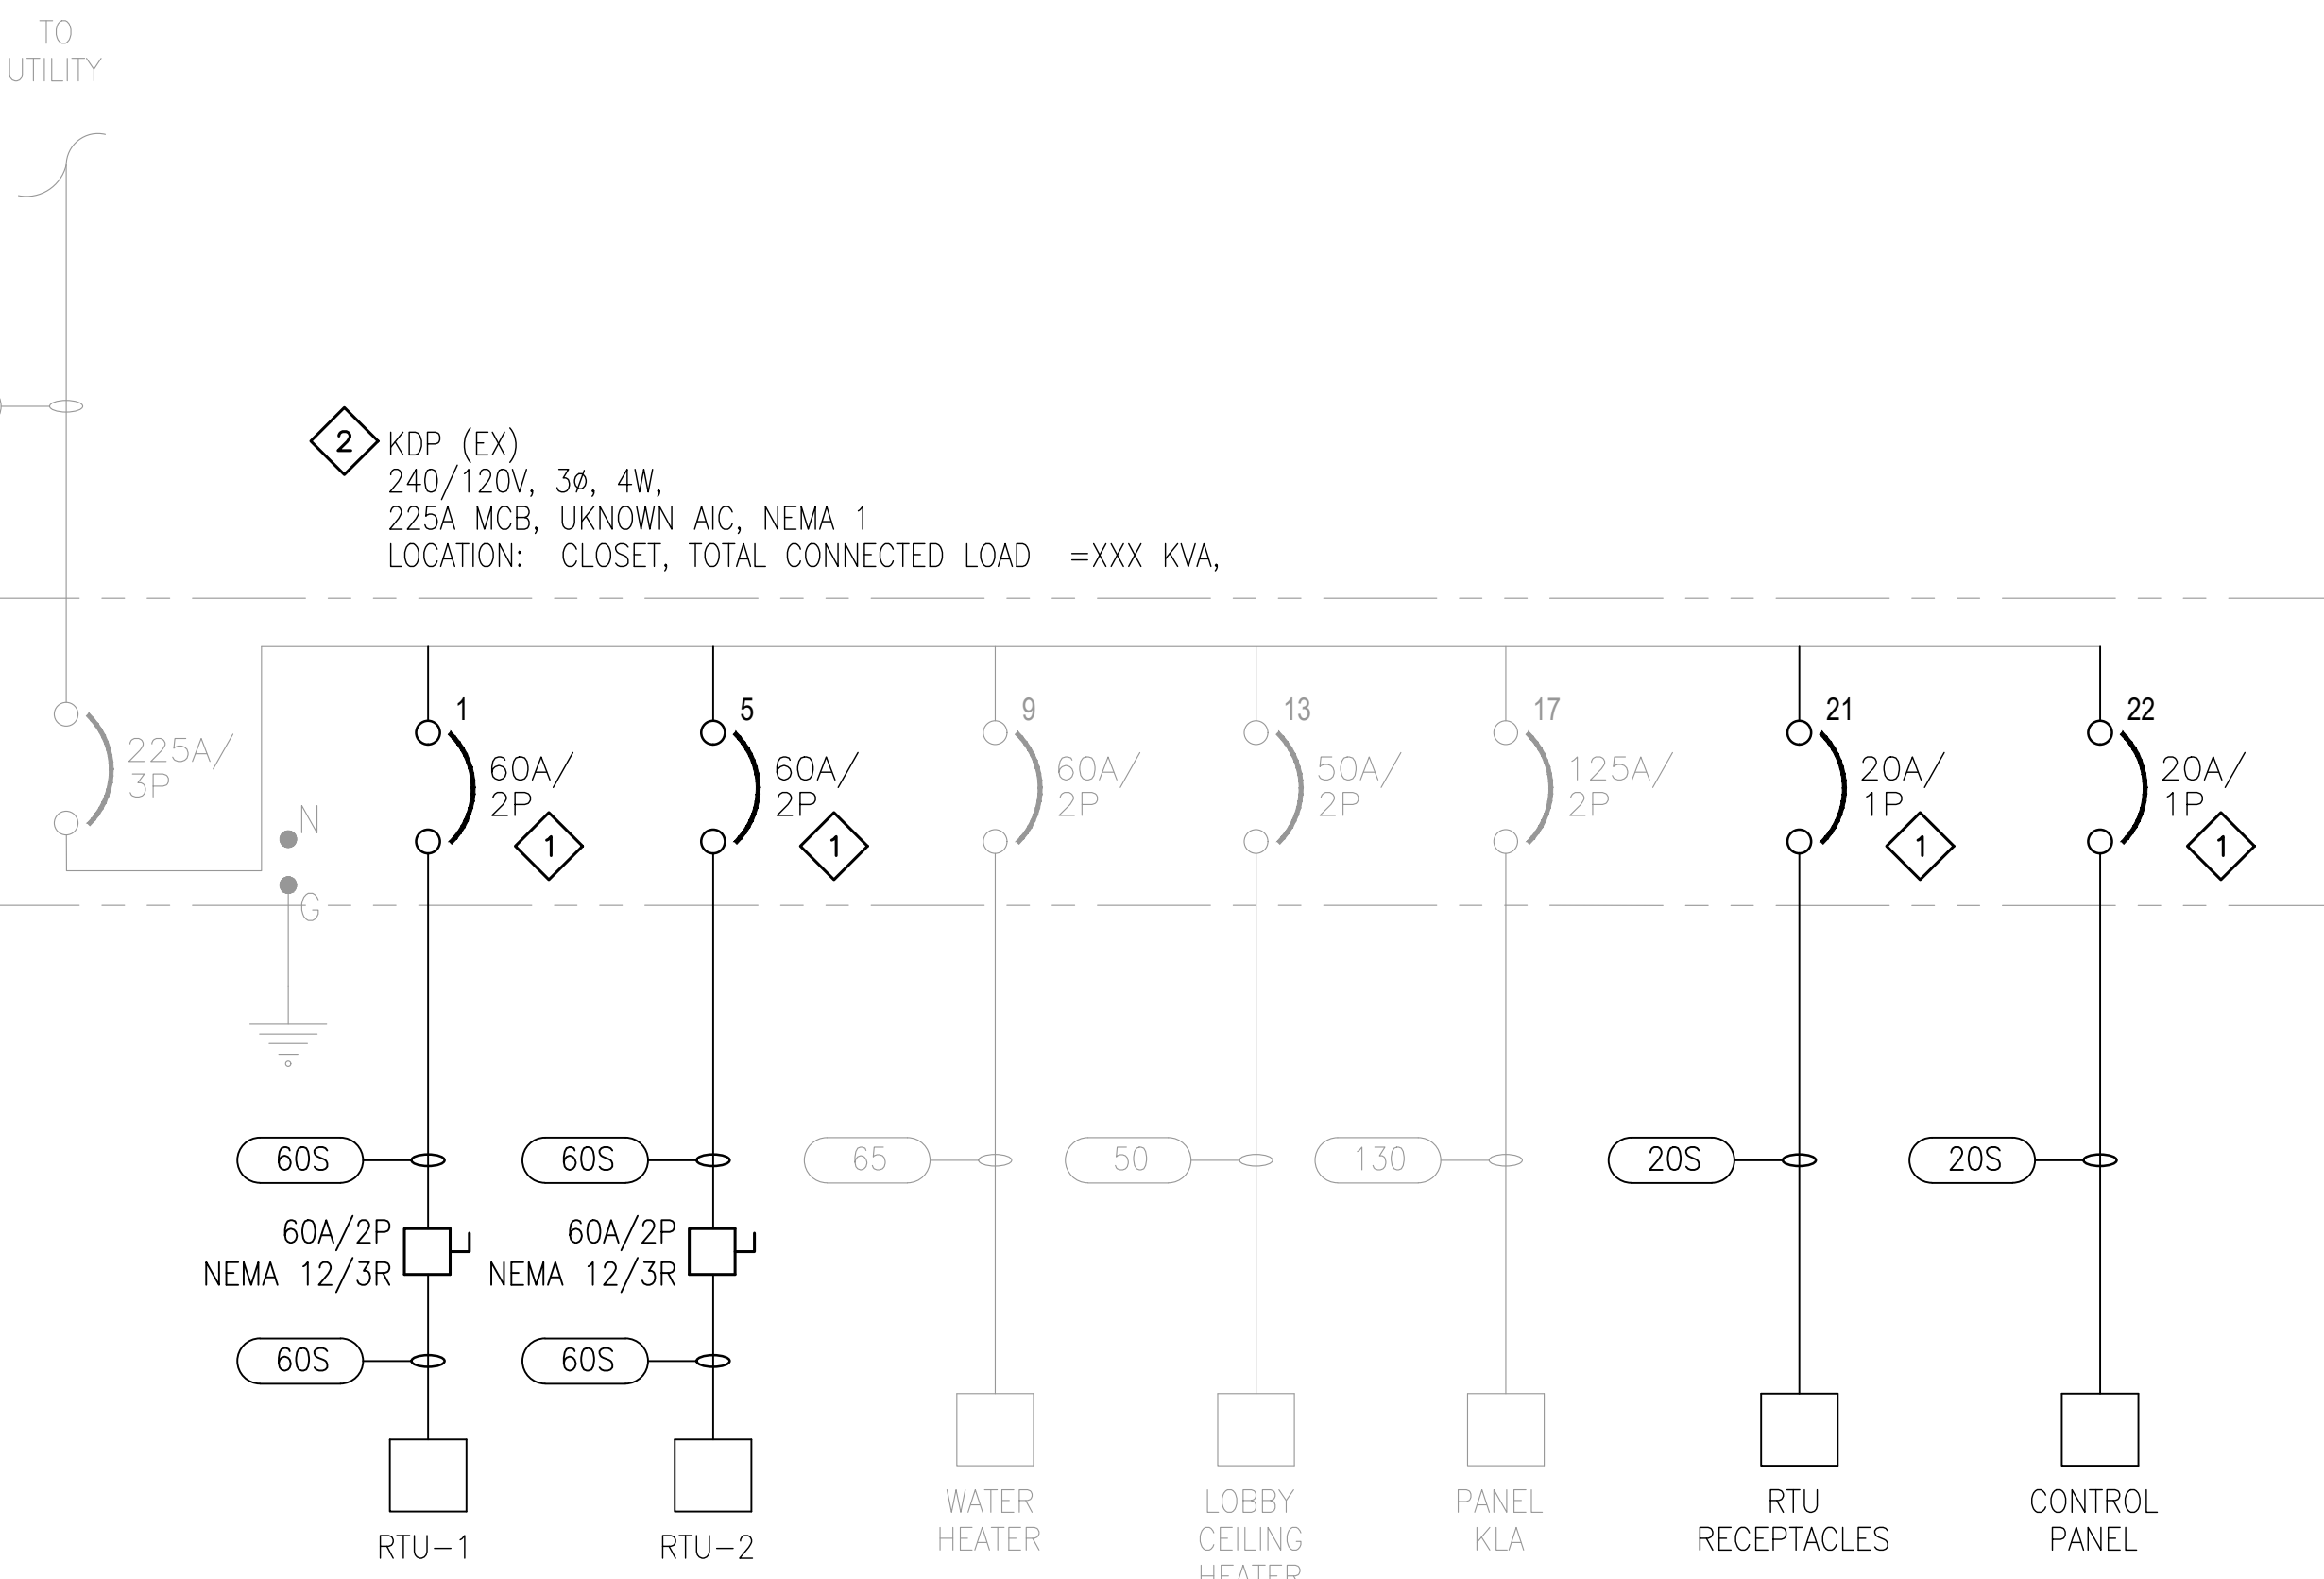 TO
UTILITY
2
KDP (EX)
240/120V, 3ø, 4W,
225A MCB, UKNOWN AIC, NEMA 1
LOCATION: CLOSET, TOTAL CONNECTED LOAD =XXX KVA,
225A/
3P
N
G
1
60A/
2P
1
5
60A/
2P
1
9
60A/
2P
13
50A/
2P
17
125A/
2P
21
20A/
1P
1
22
20A/
1P
1
60S
60S
65
50
130
20S
20S
60A/2P
NEMA 12/3R
60A/2P
NEMA 12/3R
60S
60S
RTU-1
RTU-2
WATER
HEATER
LOBBY
CEILING
HEATER
PANEL
KLA
RTU
RECEPTACLES
CONTROL
PANEL